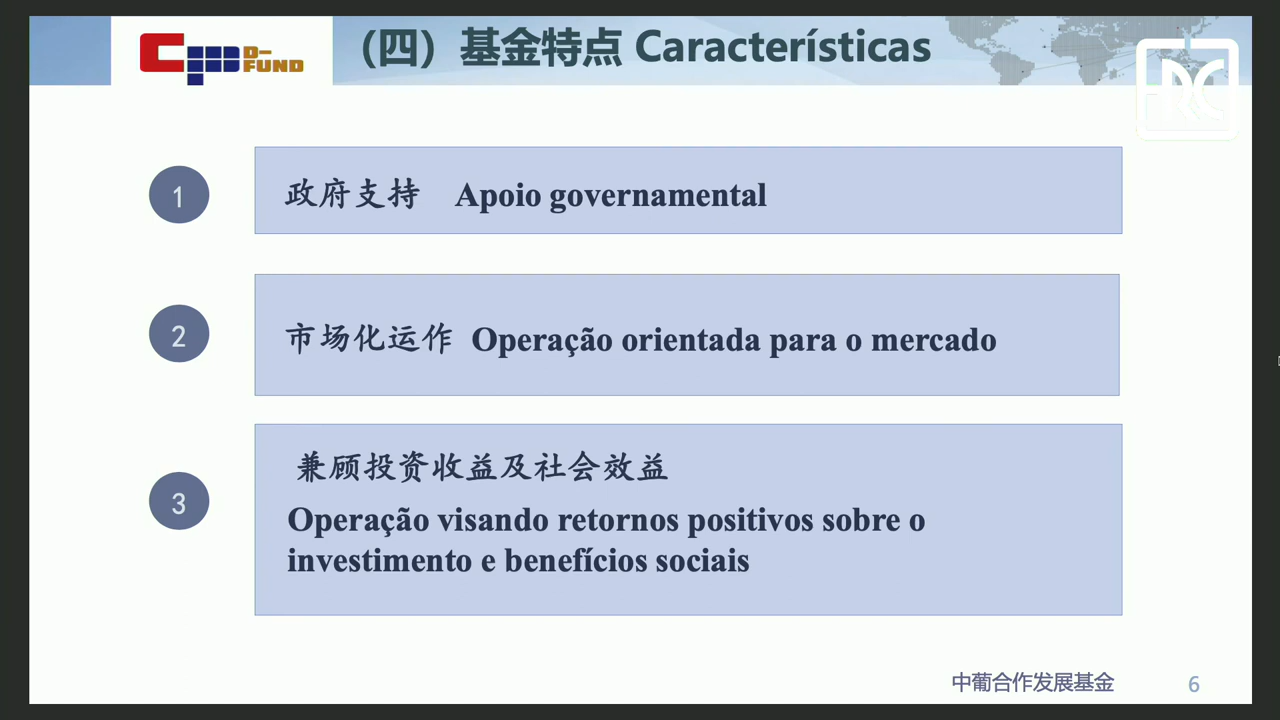 CPD D-FUND
（四）基金特点 Características
1
政府支持 Apoio governamental
2
市场化运作 Operação orientada para o mercado
3
兼顾投资收益及社会效益
Operação visando retornos positivos sobre o
investimento e benefícios sociais
中葡合作发展基金
6